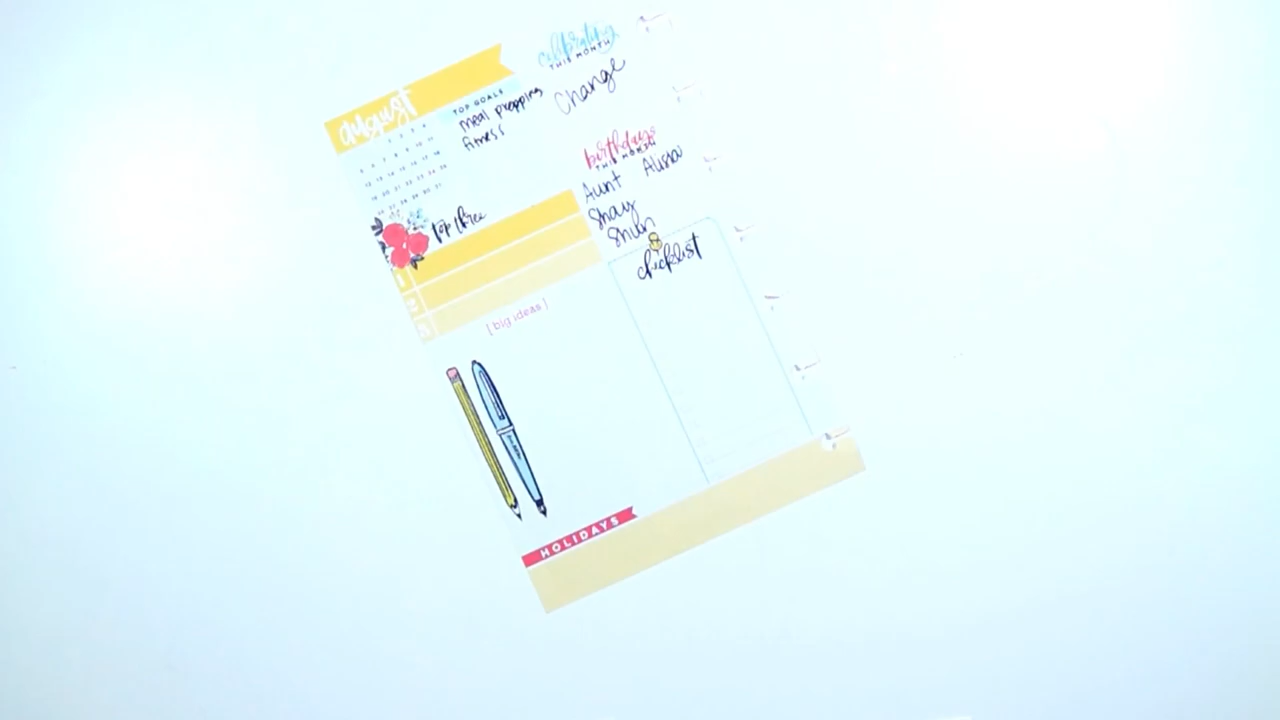 august
TOP GOALS
meal prepping
fitness
celebrating
THIS MONTH
Change
birthdays
THIS MONTH
Aunt Alisia
Shay
top three
1
2
3
checklist
[big ideas]
HOLIDAYS